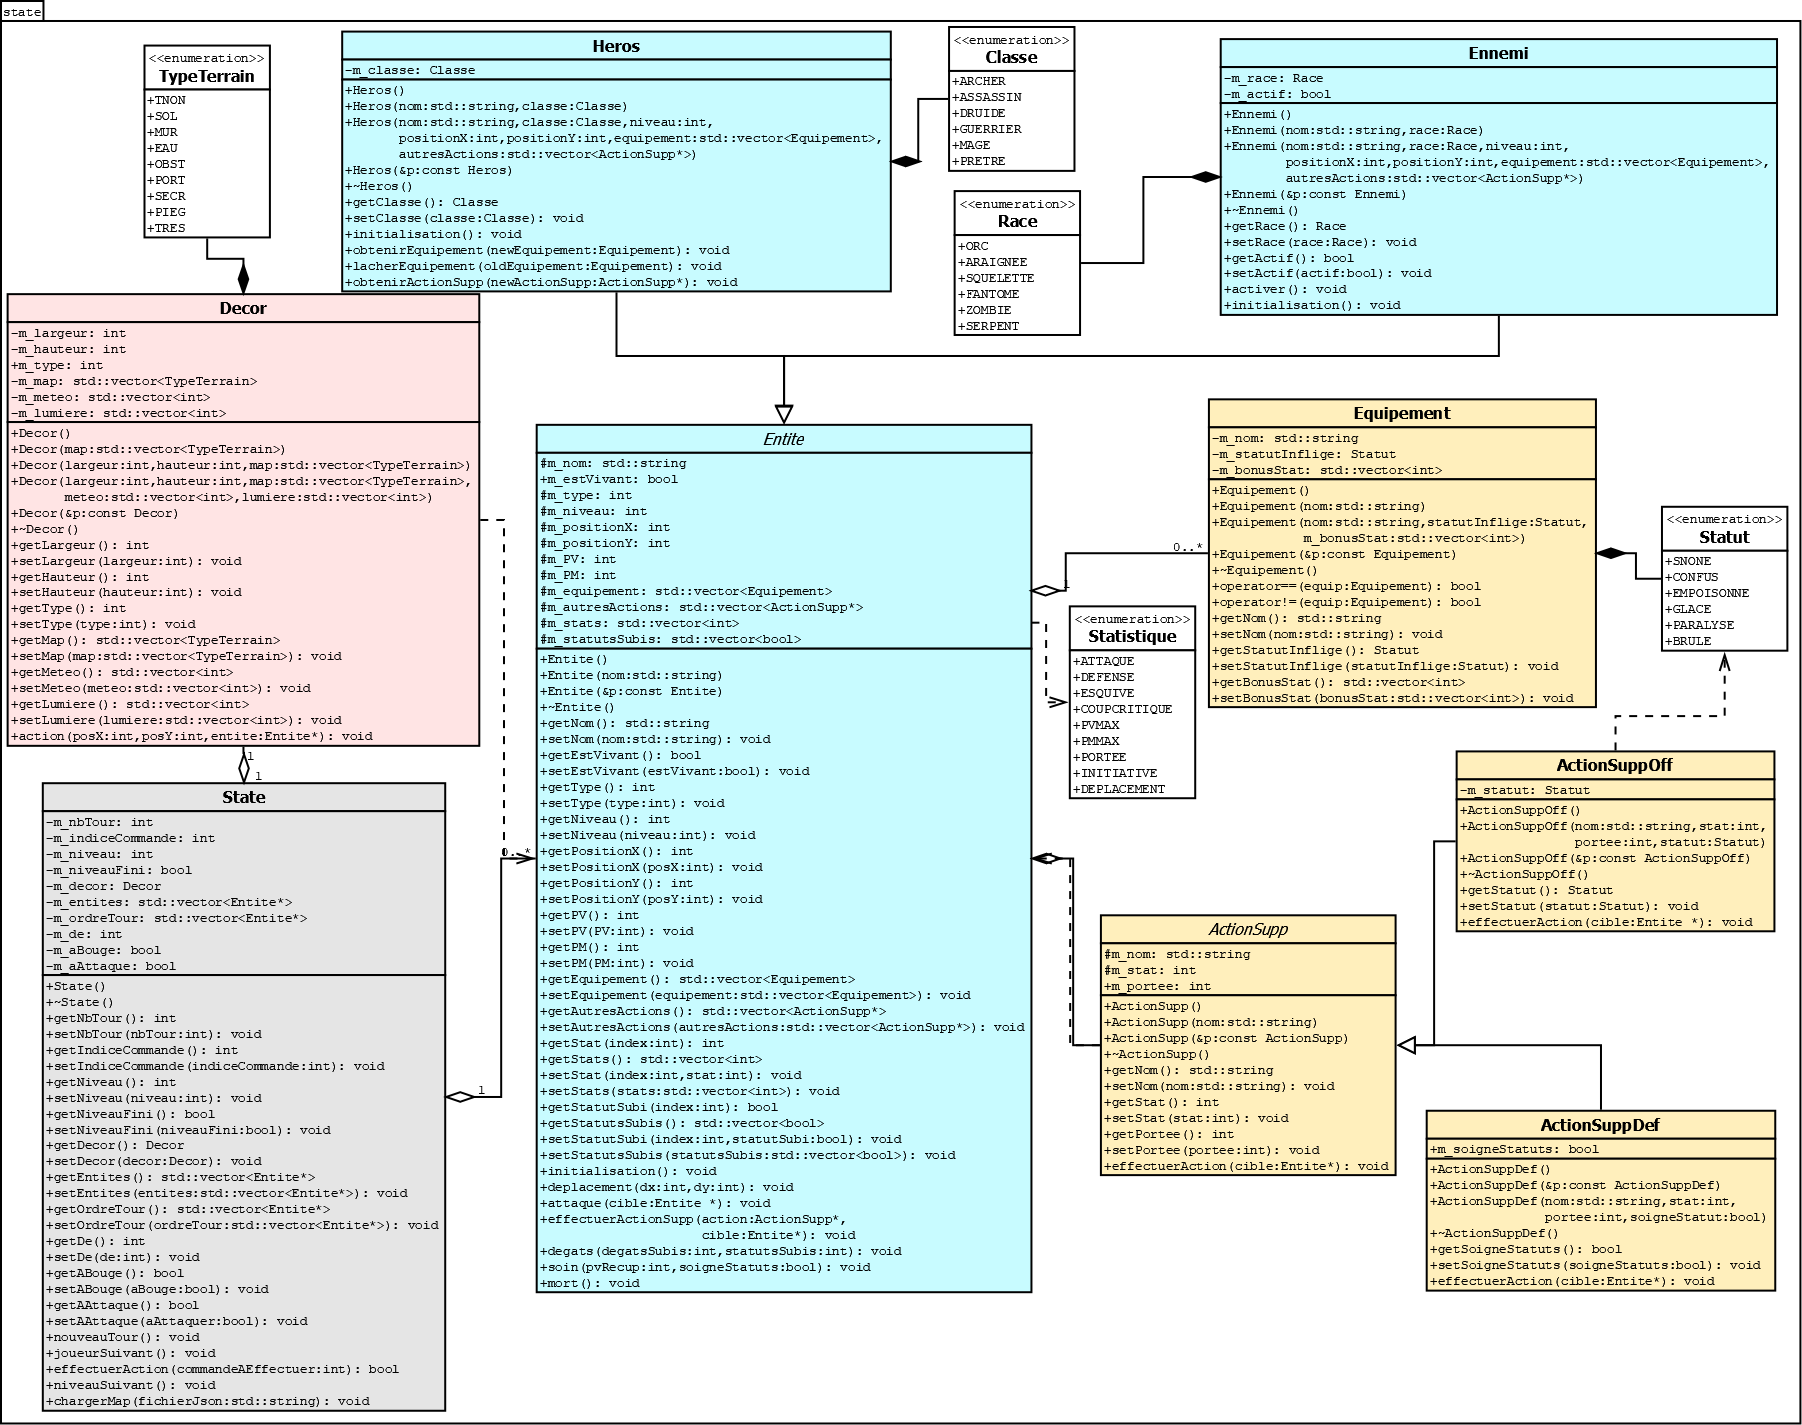 state
<<enumeration>>
TypeTerrain
+TNON
+SOL
+MUR
+EAU
+OBST
+PORT
+SECR
+PIEG
+TRES
Heros
-m_classe: Classe
+Heros()
+Heros(nom:std::string,classe:Classe)
+Heros(nom:std::string,classe:Classe,niveau:int,
positionX:int,positionY:int,equipement:std::vector<Equipement>,
autresActions:std::vector<ActionSupp*>)
+Heros(&p:const Heros)
+~Heros()
+getClasse(): Classe
+setClasse(classe:Classe): void
+initialisation(): void
+obtenirEquipement(newEquipement:Equipement): void
+lacherEquipement(oldEquipement:Equipement): void
+obtenirActionSupp(newActionSupp:ActionSupp*): void
<<enumeration>>
Classe
+ARCHER
+ASSASSIN
+DRUIDE
+GUERRIER
+MAGE
+PRETRE
<<enumeration>>
Race
+ORC
+ARAIGNEE
+SQUELETTE
+FANTOME
+ZOMBIE
+SERPENT
Ennemi
-m_race: Race
-m_actif: bool
+Ennemi()
+Ennemi(nom:std::string,race:Race)
+Ennemi(nom:std::string,race:Race,niveau:int,
positionX:int,positionY:int,equipement:std::vector<Equipement>,
autresActions:std::vector<ActionSupp*>)
+Ennemi(&p:const Ennemi)
+~Ennemi()
+getRace(): Race
+setRace(race:Race): void
+getActif(): bool
+setActif(actif:bool): void
+activer(): void
+initialisation(): void
Decor
-m_largeur: int
-m_hauteur: int
+m_type: int
-m_map: std::vector<TypeTerrain>
-m_meteo: std::vector<int>
-m_lumiere: std::vector<int>
+Decor()
+Decor(map:std::vector<TypeTerrain>)
+Decor(largeur:int,hauteur:int,map:std::vector<TypeTerrain>)
+Decor(largeur:int,hauteur:int,map:std::vector<TypeTerrain>,
meteo:std::vector<int>,lumiere:std::vector<int>)
+Decor(&p:const Decor)
+~Decor()
+getLargeur(): int
+setLargeur(largeur:int): void
+getHauteur(): int
+setHauteur(hauteur:int): void
+getType(): int
+setType(type:int): void
+getMap(): std::vector<TypeTerrain>
+setMap(map:std::vector<TypeTerrain>): void
+getMeteo(): std::vector<int>
+setMeteo(meteo:std::vector<int>): void
+getLumiere(): std::vector<int>
+setLumiere(lumiere:std::vector<int>): void
+action(posX:int,posY:int,entite:Entite*): void
1
1
State
-m_nbTour: int
-m_indiceCommande: int
-m_niveau: int
-m_niveauFini: bool
-m_decor: Decor
-m_entites: std::vector<Entite*>
-m_ordreTour: std::vector<Entite*>
-m_de: int
-m_aBouge: bool
-m_aAttaque: bool
+State()
+~State()
+getNbTour(): int
+setNbTour(nbTour:int): void
+getIndiceCommande(): int
+setIndiceCommande(indiceCommande:int): void
+getNiveau(): int
+setNiveau(niveau:int): void
+getNiveauFini(): bool
+setNiveauFini(niveauFini:bool): void
+getDecor(): Decor
+setDecor(decor:Decor): void
+getEntites(): std::vector<Entite*>
+setEntites(entites:std::vector<Entite*>): void
+getOrdreTour(): std::vector<Entite*>
+setOrdreTour(ordreTour:std::vector<Entite*>): void
+getDe(): int
+setDe(de:int): void
+getABouge(): bool
+setABouge(aBouge:bool): void
+getAAttaque(): bool
+setAAttaque(aAttaquer:bool): void
+nouveauTour(): void
+joueurSuivant(): void
+effectuerAction(commandeAEffectuer:int): bool
+niveauSuivant(): void
+chargerMap(fichierJson:std::string): void
1
0..*
Entite
#m_nom: std::string
+m_estVivant: bool
#m_type: int
#m_niveau: int
#m_positionX: int
#m_positionY: int
#m_PV: int
#m_PM: int
#m_equipement: std::vector<Equipement>
#m_autresActions: std::vector<ActionSupp*>
#m_stats: std::vector<int>
#m_statutsSubis: std::vector<bool>
+Entite()
+Entite(nom:std::string)
+Entite(&p:const Entite)
+~Entite()
+getNom(): std::string
+setNom(nom:std::string): void
+getEstVivant(): bool
+setEstVivant(estVivant:bool): void
+getType(): int
+setType(type:int): void
+getNiveau(): int
+setNiveau(niveau:int): void
+getPositionX(): int
+setPositionX(posX:int): void
+getPositionY(): int
+setPositionY(posY:int): void
+getPV(): int
+setPV(PV:int): void
+getPM(): int
+setPM(PM:int): void
+getEquipement(): std::vector<Equipement>
+setEquipement(equipement:std::vector<Equipement>): void
+getAutresActions(): std::vector<ActionSupp*>
+setAutresActions(autresActions:std::vector<ActionSupp*>): void
+getStat(index:int): int
+getStats(): std::vector<int>
+setStat(index:int,stat:int): void
+setStats(stats:std::vector<int>): void
+getStatutSubi(index:int): bool
+getStatutsSubis(): std::vector<bool>
+setStatutSubi(index:int,statutSubi:bool): void
+setStatutsSubis(statutsSubis:std::vector<bool>): void
+initialisation(): void
+deplacement(dx:int,dy:int): void
+attaque(cible:Entite *): void
+effectuerActionSupp(action:ActionSupp*,
cible:Entite*): void
+degats(degatsSubis:int,statutsSubis:int): void
+soin(pvRecup:int,soigneStatuts:bool): void
+mort(): void
0..*
1
<<enumeration>>
Statistique
+ATTAQUE
+DEFENSE
+ESQUIVE
+COUPCRITIQUE
+PVMAX
+PMMAX
+PORTEE
+INITIATIVE
+DEPLACEMENT
Equipement
-m_nom: std::string
-m_statutInflige: Statut
-m_bonusStat: std::vector<int>
+Equipement()
+Equipement(nom:std::string)
+Equipement(nom:std::string,statutInflige:Statut,
m_bonusStat:std::vector<int>)
+Equipement(&p:const Equipement)
+~Equipement()
+operator==(equip:Equipement): bool
+operator!=(equip:Equipement): bool
+getNom(): std::string
+setNom(nom:std::string): void
+getStatutInflige(): Statut
+setStatutInflige(statutInflige:Statut): void
+getBonusStat(): std::vector<int>
+setBonusStat(bonusStat:std::vector<int>): void
<<enumeration>>
Statut
+SNONE
+CONFUS
+EMPOISONNE
+GLACE
+PARALYSE
+BRULE
ActionSuppOff
-m_statut: Statut
+ActionSuppOff()
+ActionSuppOff(nom:std::string,stat:int,
portee:int,statut:Statut)
+ActionSuppOff(&p:const ActionSuppOff)
+~ActionSuppOff()
+getStatut(): Statut
+setStatut(statut:Statut): void
+effectuerAction(cible:Entite *): void
ActionSupp
#m_nom: std::string
#m_stat: int
+m_portee: int
+ActionSupp()
+ActionSupp(nom:std::string)
+ActionSupp(&p:const ActionSupp)
+~ActionSupp()
+getNom(): std::string
+setNom(nom:std::string): void
+getStat(): int
+setStat(stat:int): void
+getPortee(): int
+setPortee(portee:int): void
+effectuerAction(cible:Entite*): void
ActionSuppDef
+m_soigneStatuts: bool
+ActionSuppDef()
+ActionSuppDef(&p:const ActionSuppDef)
+ActionSuppDef(nom:std::string,stat:int,
portee:int,soigneStatut:bool)
+~ActionSuppDef()
+getSoigneStatuts(): bool
+setSoigneStatuts(soigneStatuts:bool): void
+effectuerAction(cible:Entite*): void